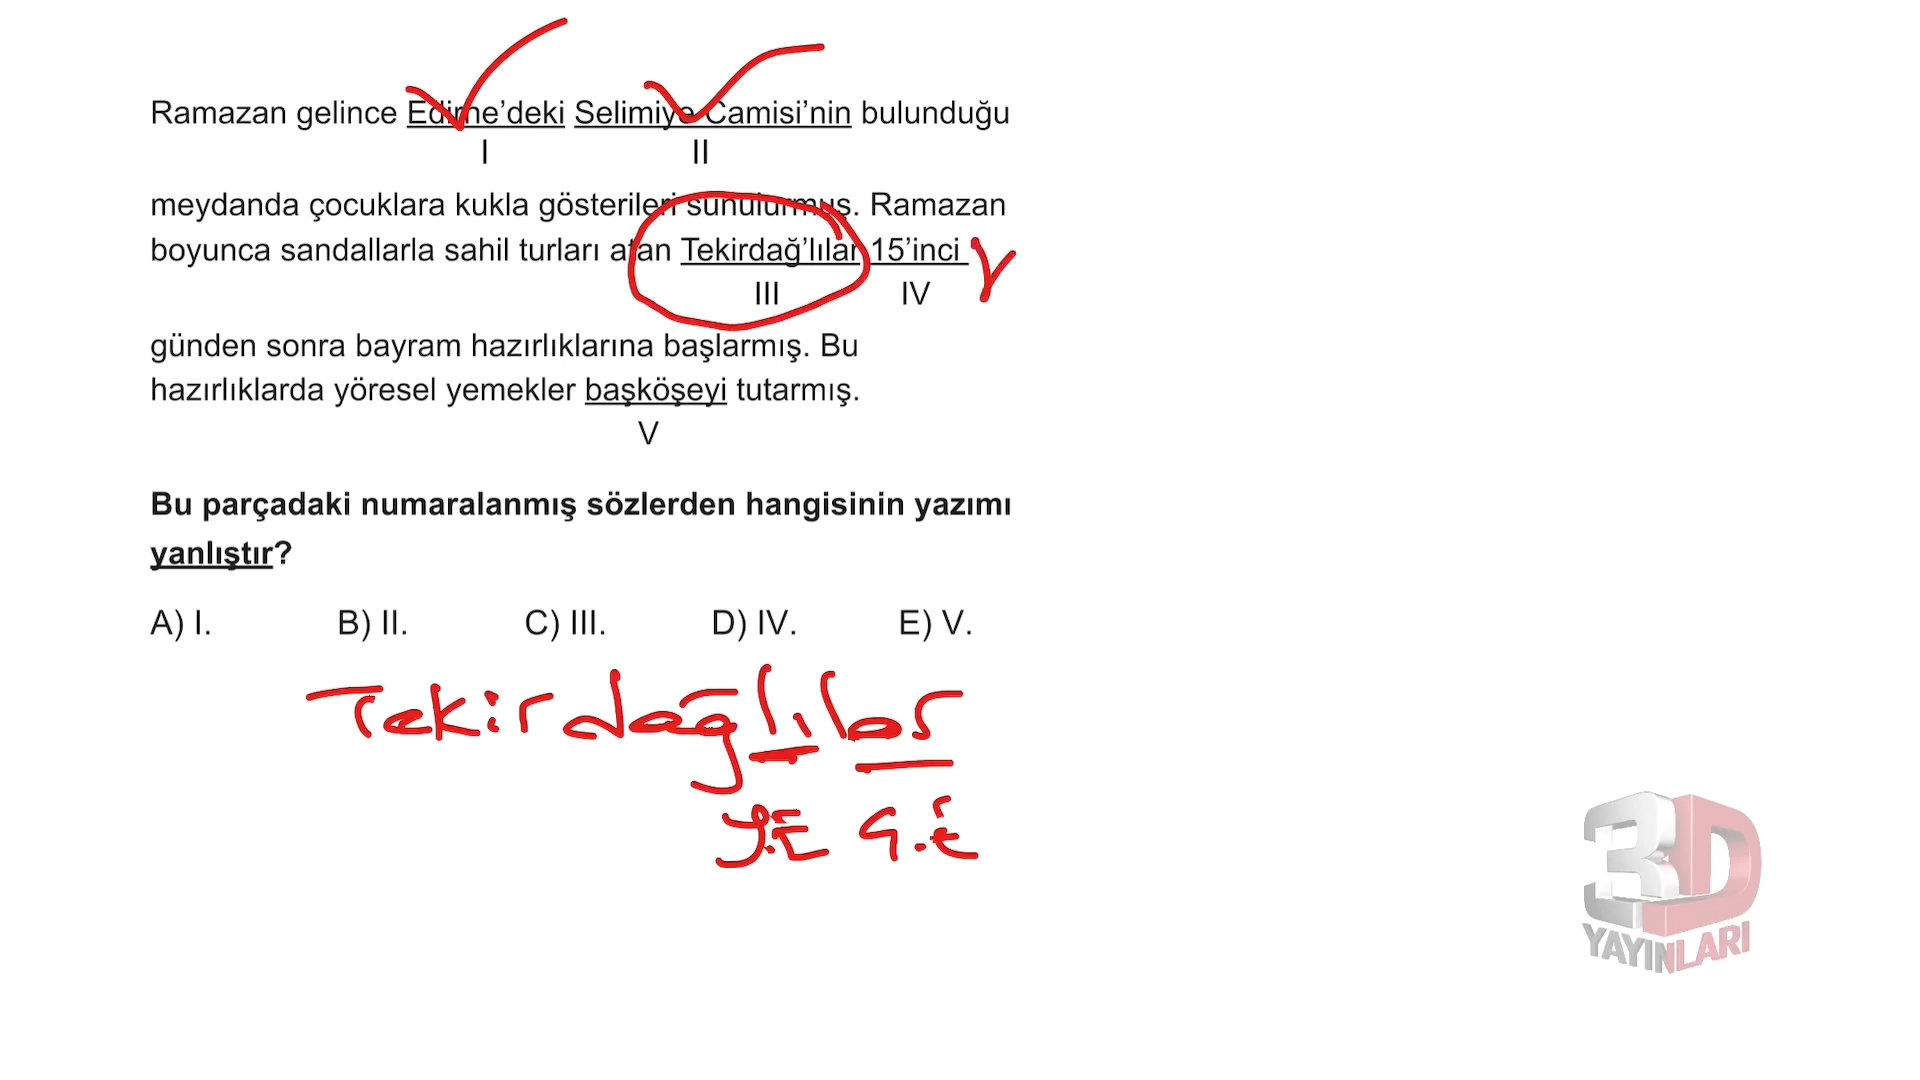 Ramazan gelince Edirne'deki Selimiye Camisi'nin bulunduğu
I II
meydanda çocuklara kukla gösterileri sunulurmuş. Ramazan
boyunca sandallarla sahil turları atan Tekirdağ'lılar 15'inci
III IV
günden sonra bayram hazırlıklarına başlarmış. Bu
hazırlıklarda yöresel yemekler başköşeyi tutarmış.
V
Bu parçadaki numaralanmış sözlerden hangisinin yazımı
yanlıştır?
A) I. B) II. C) III. D) IV. E) V.
Tekirdağlılar
Y.E Ç.E
3D
YAYINLARI